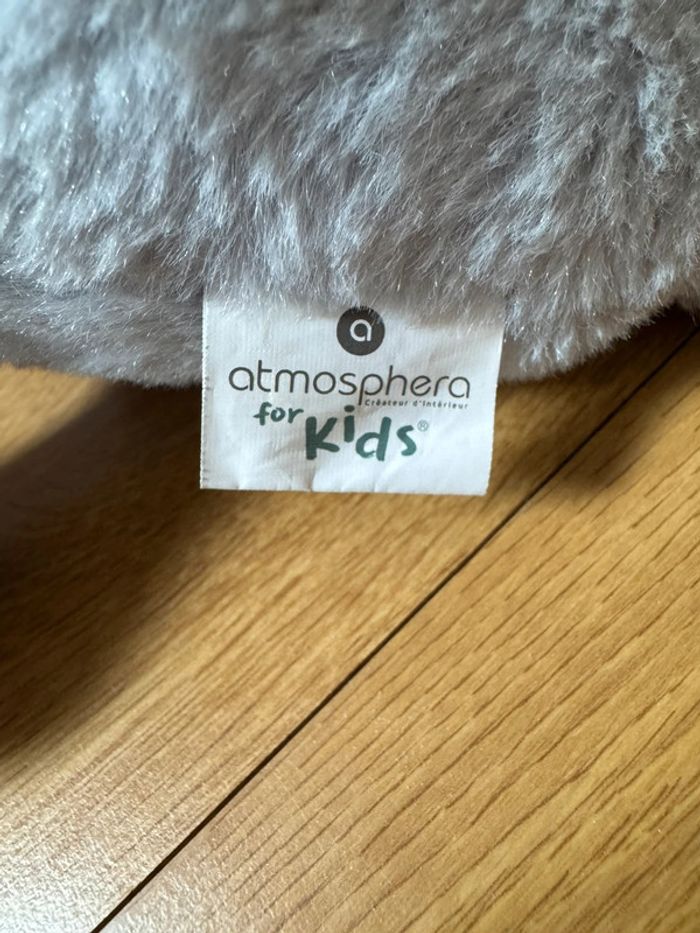 a
atmosphera
Créateur d'Intérieur
for
Kids®